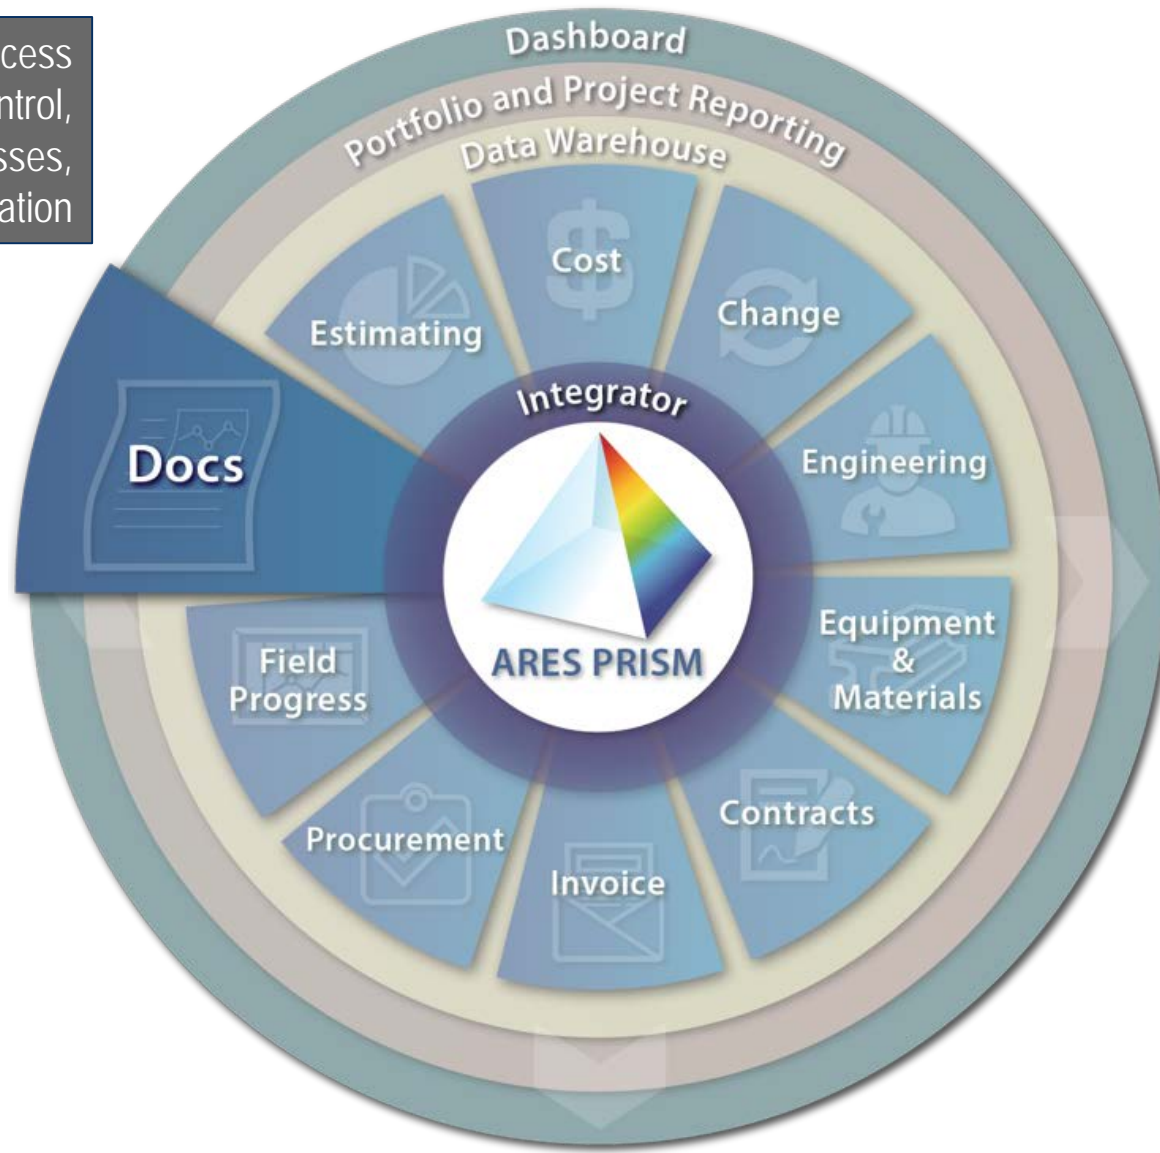 cess
ntrol,
sses,
ation
Dashboard
Portfolio and Project Reporting
Data Warehouse
Cost
Change
Estimating
Integrator
Engineering
Docs
ARES PRISM
Equipment
&
Materials
Field
Progress
Contracts
Procurement
Invoice